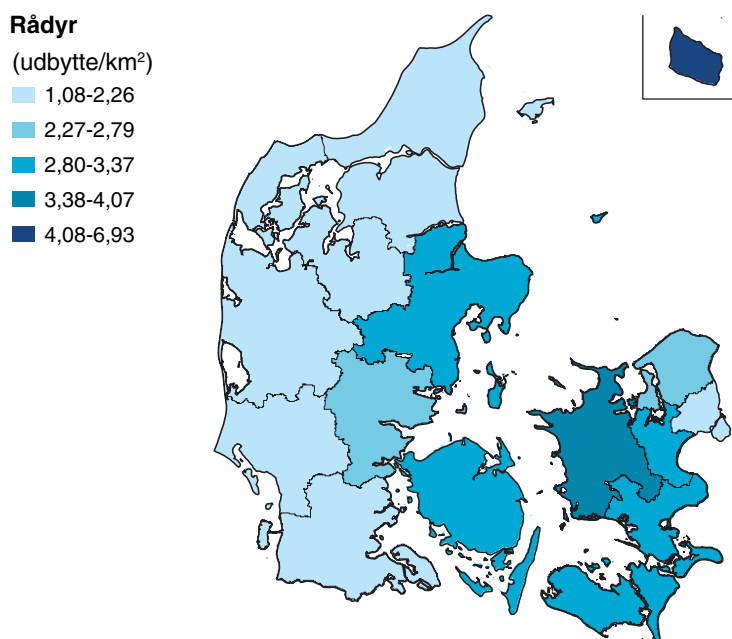 Rådyr
(udbytte/km²)
1,08-2,26
2,27-2,79
2,80-3,37
3,38-4,07
4,08-6,93